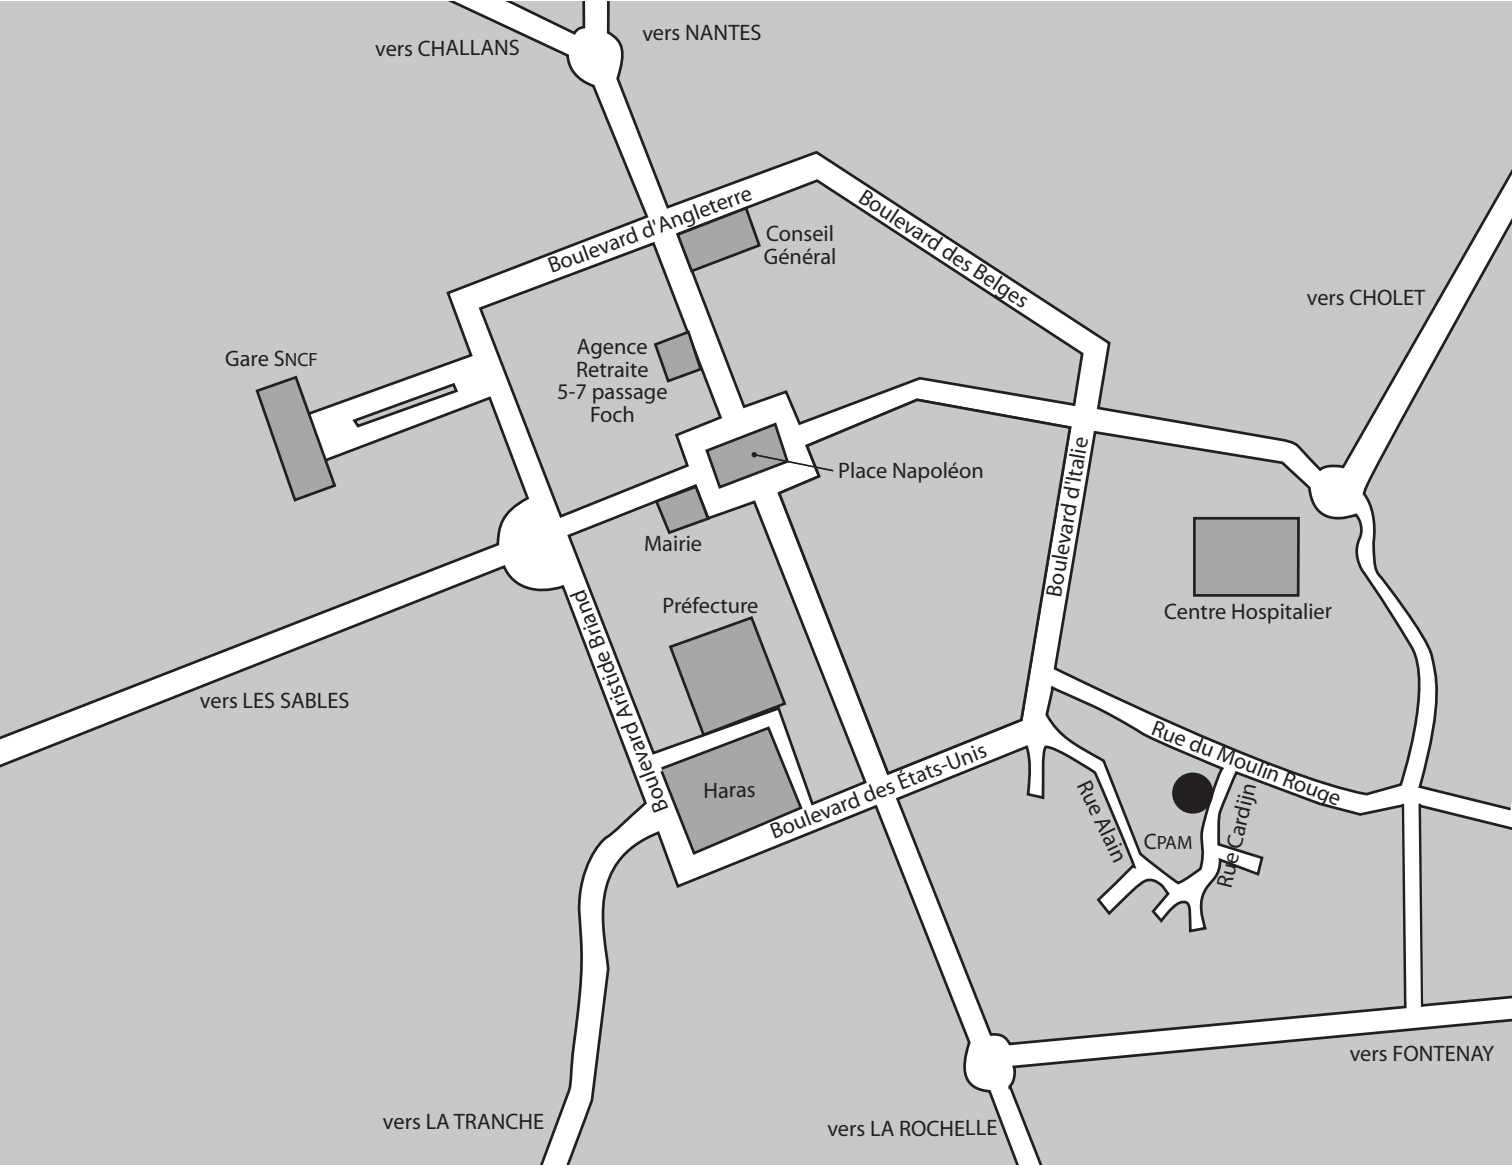 vers NANTES
vers CHALLANS
Boulevard d'Angleterre
Boulevard des Belges
Conseil
Général
vers CHOLET
Gare SNCF
Agence
Retraite
5-7 passage
Foch
Place Napoléon
Boulevard d'Italie
Mairie
Centre Hospitalier
Préfecture
Boulevard Aristide Briand
vers LES SABLES
Rue du Moulin Rouge
Haras
Boulevard des États-Unis
Rue Alain
CPAM
Rue Cardijn
vers FONTENAY
vers LA TRANCHE
vers LA ROCHELLE